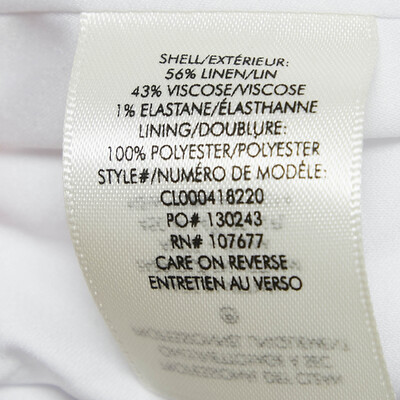 SHELL/EXTÉRIEUR:
56% LINEN/LIN
43% VISCOSE/VISCOSE
1% ELASTANE/ÉLASTHANNE
LINING/DOUBLURE:
100% POLYESTER/POLYESTER
STYLE#/NUMÉRO DE MODÈLE:
CL000418220
PO# 130243
RN# 107677
CARE ON REVERSE
ENTRETIEN AU VERSO